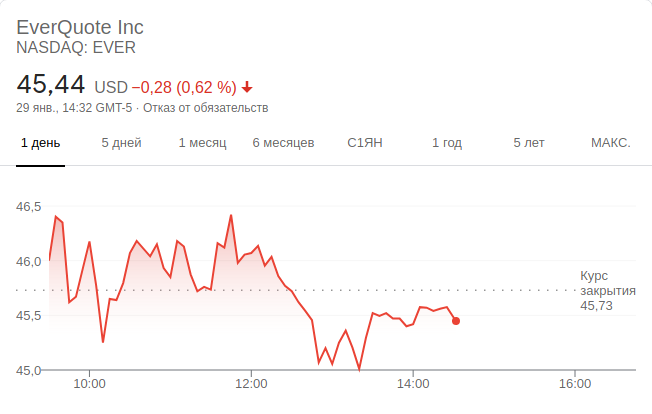 EverQuote Inc
NASDAQ: EVER
45,44 USD −0,28 (0,62 %)
29 янв., 14:32 GMT-5 · Отказ от обязательств
1 день 5 дней 1 месяц 6 месяцев С1ЯН 1 год 5 лет МАКС.
46,5
46,0
Курс
закрытия
45,73
45,5
45,0
10:00 12:00 14:00 16:00